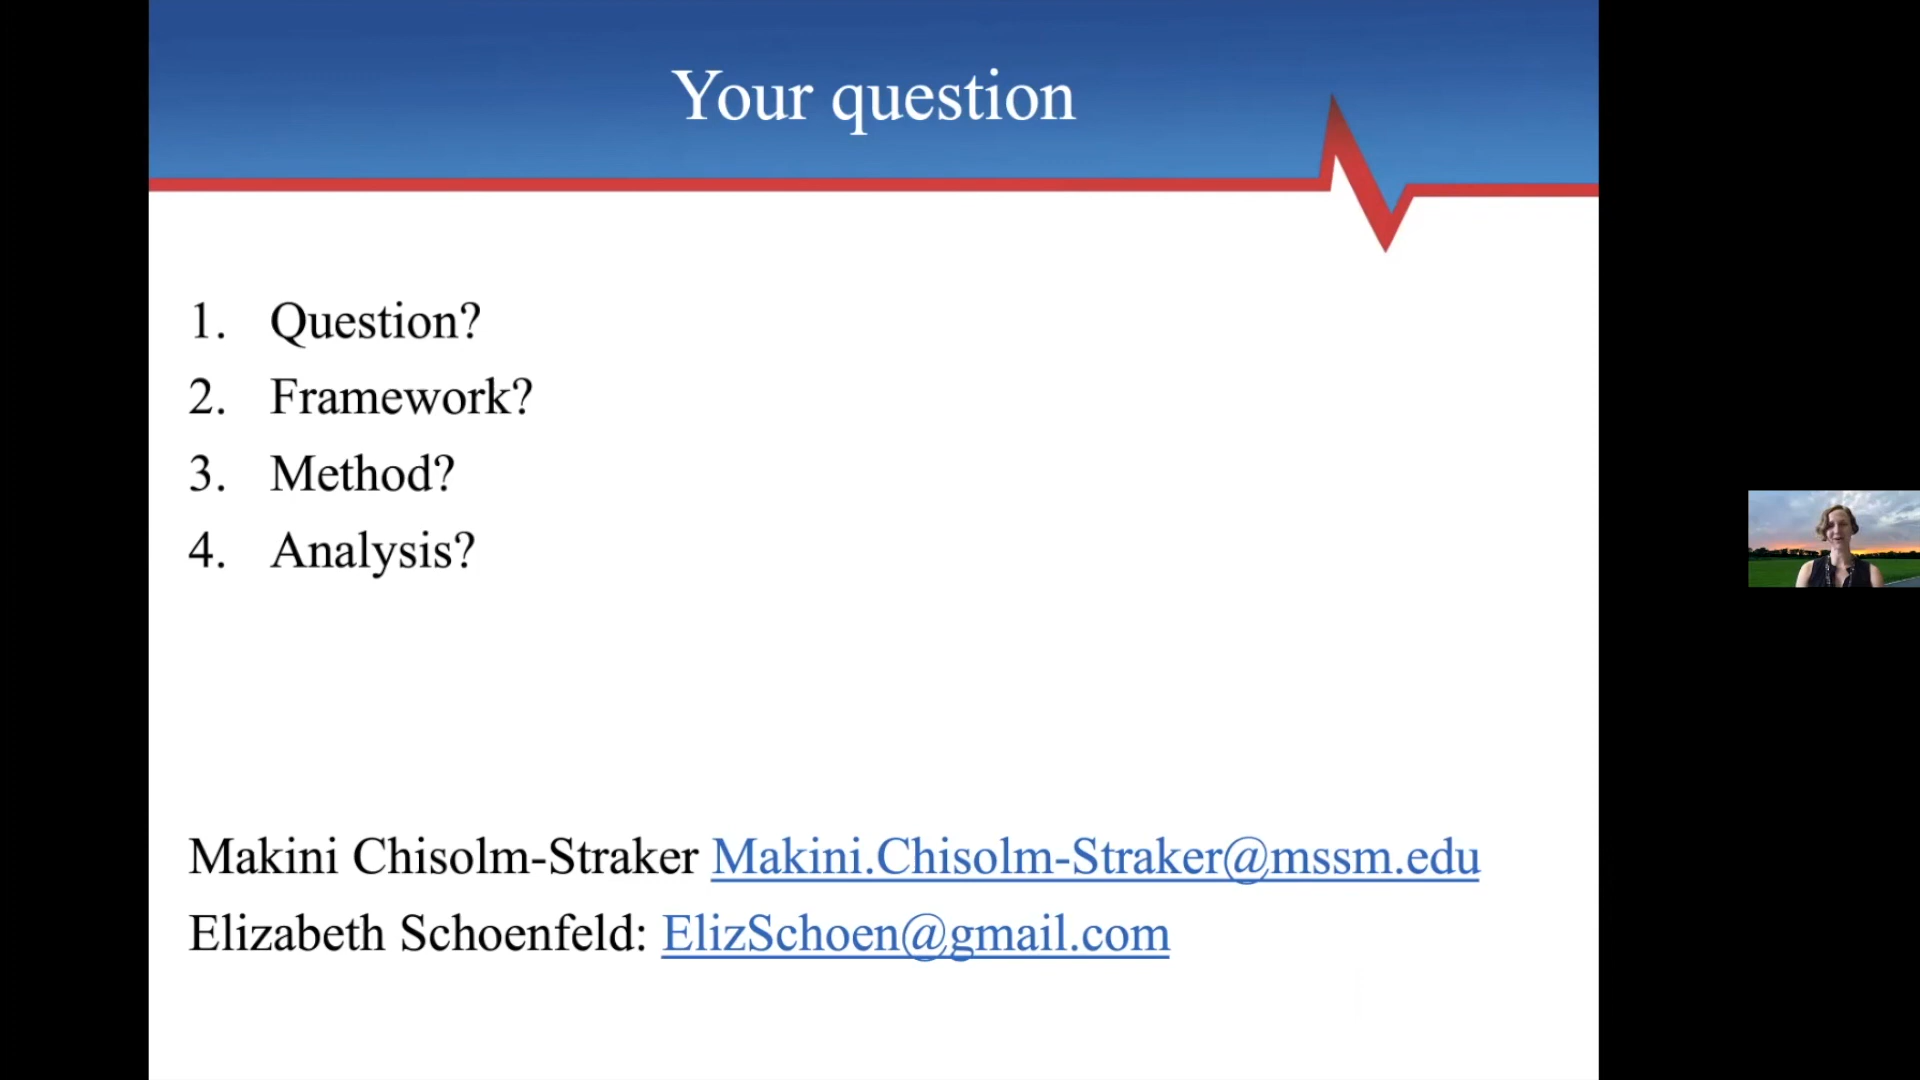 Your question
1. Question?
2. Framework?
3. Method?
4. Analysis?
Makini Chisolm-Straker Makini.Chisolm-Straker@mssm.edu
Elizabeth Schoenfeld: ElizSchoen@gmail.com